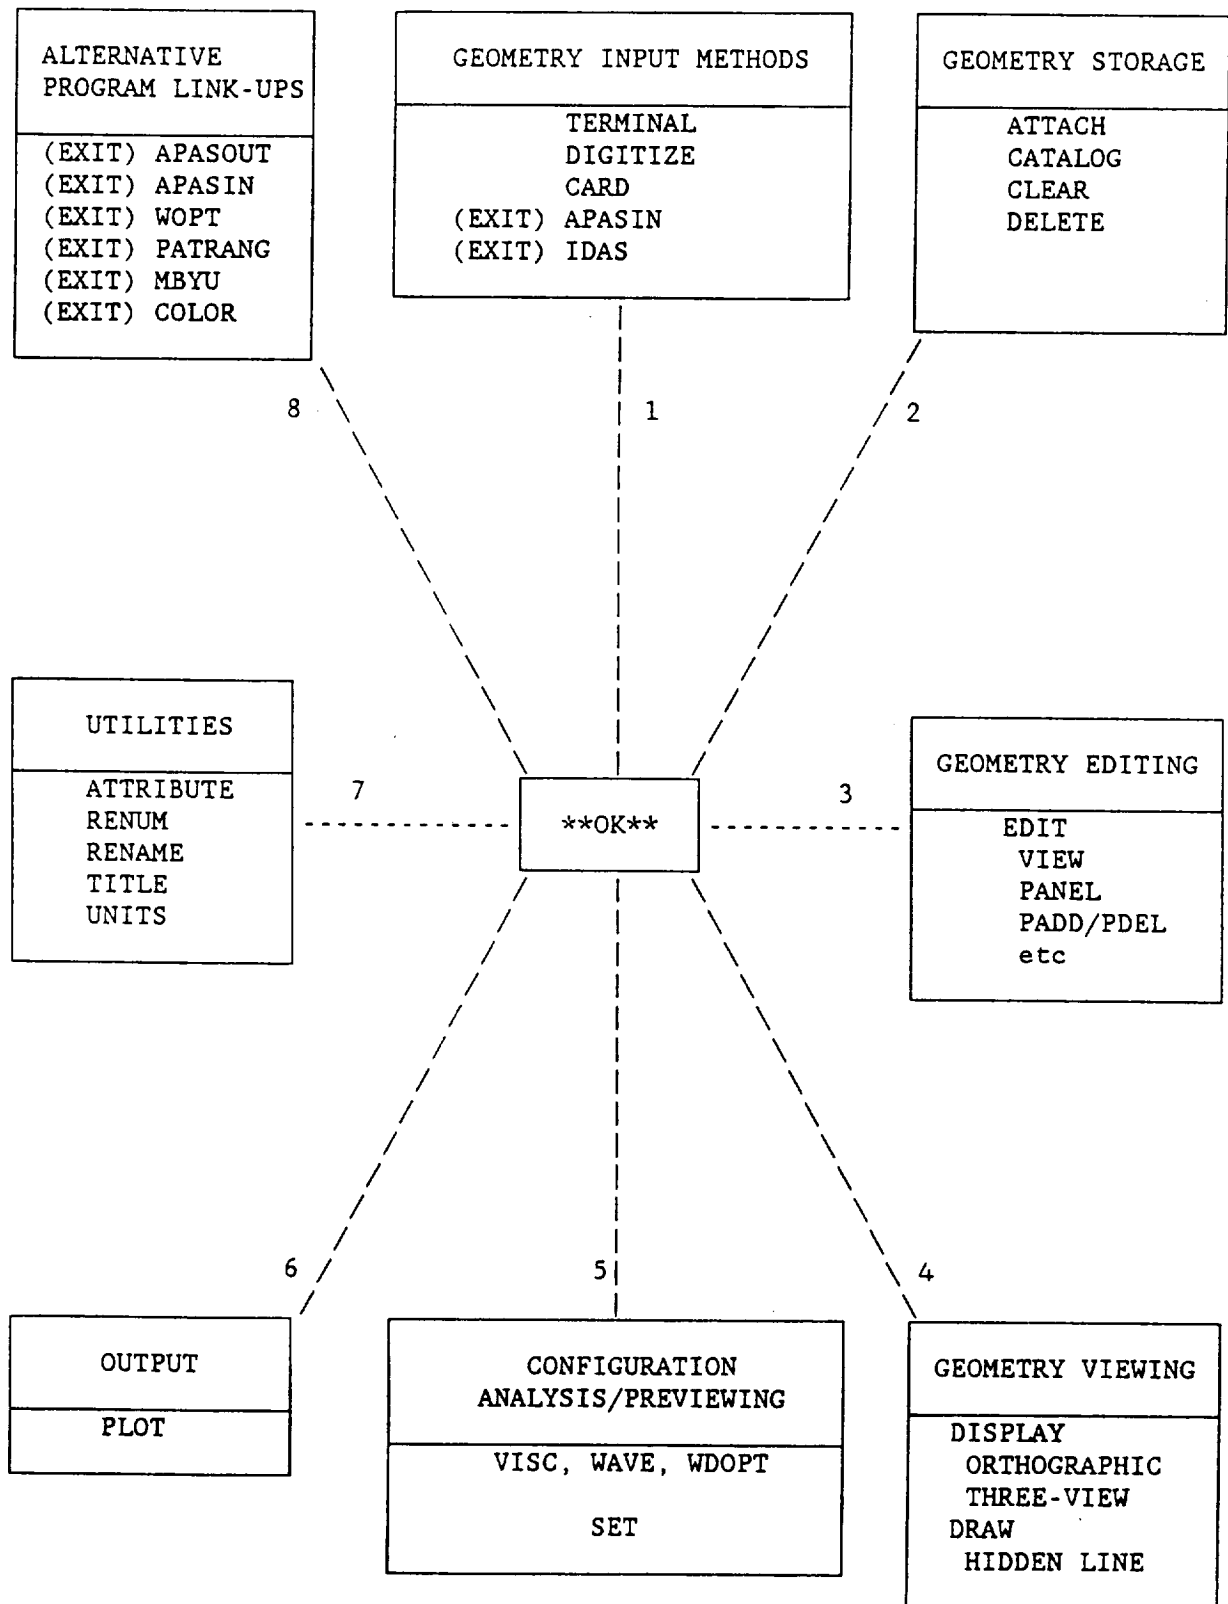 ALTERNATIVE
PROGRAM LINK-UPS
(EXIT) APASOUT
(EXIT) APASIN
(EXIT) WOPT
(EXIT) PATRANG
(EXIT) MBYU
(EXIT) COLOR
GEOMETRY INPUT METHODS
TERMINAL
DIGITIZE
CARD
(EXIT) APASIN
(EXIT) IDAS
GEOMETRY STORAGE
ATTACH
CATALOG
CLEAR
DELETE
8
1
2
UTILITIES
ATTRIBUTE
RENUM
RENAME
TITLE
UNITS
7
**OK**
3
GEOMETRY EDITING
EDIT
VIEW
PANEL
PADD/PDEL
etc
6
5
4
OUTPUT
PLOT
CONFIGURATION
ANALYSIS/PREVIEWING
VISC, WAVE, WDOPT
SET
GEOMETRY VIEWING
DISPLAY
ORTHOGRAPHIC
THREE-VIEW
DRAW
HIDDEN LINE